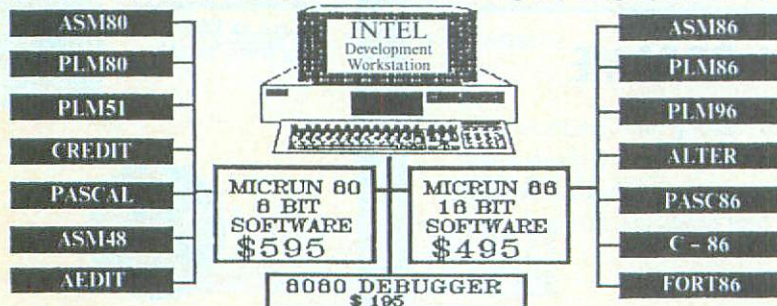 ASM80
PLM80
PLM51
CREDIT
PASCAL
ASM48
AEDIT
INTEL
Development
Workstation
MICRUN 80
8 BIT
SOFTWARE
$595
MICRUN 86
16 BIT
SOFTWARE
$495
8080 DEBUGGER
$195
ASM86
PLM86
PLM96
ALTER
PASC86
C - 86
FORT86